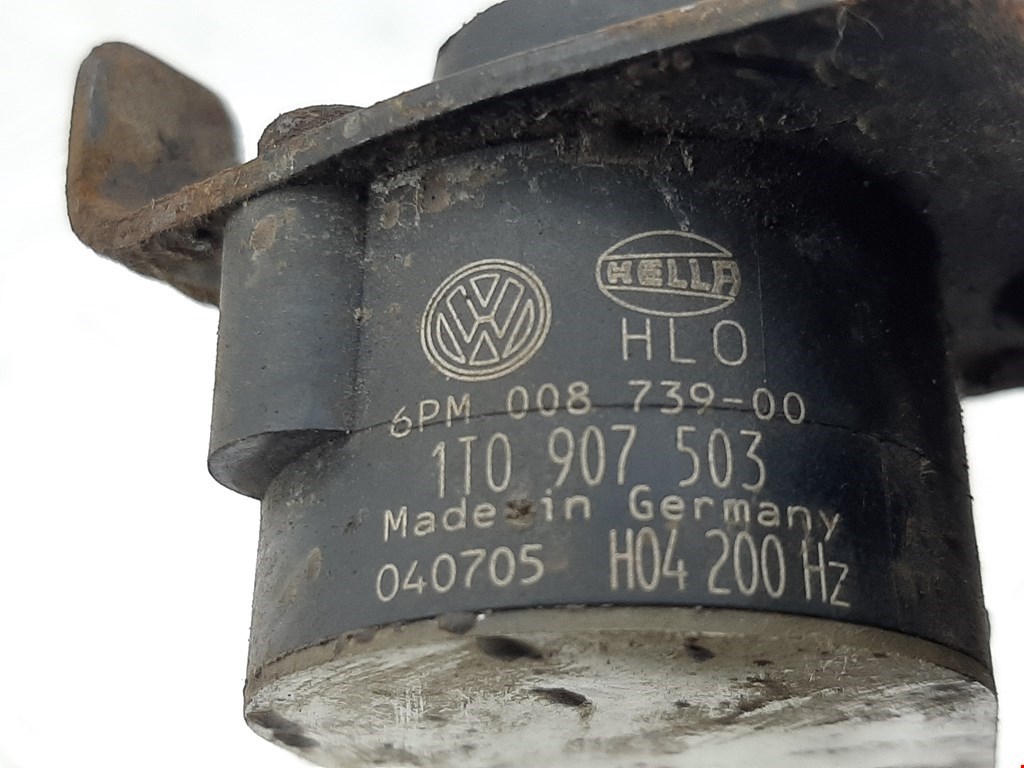 HELLA
HLO
6PM 008 739-00
1T0 907 503
Made in Germany
040705 H04 200 Hz